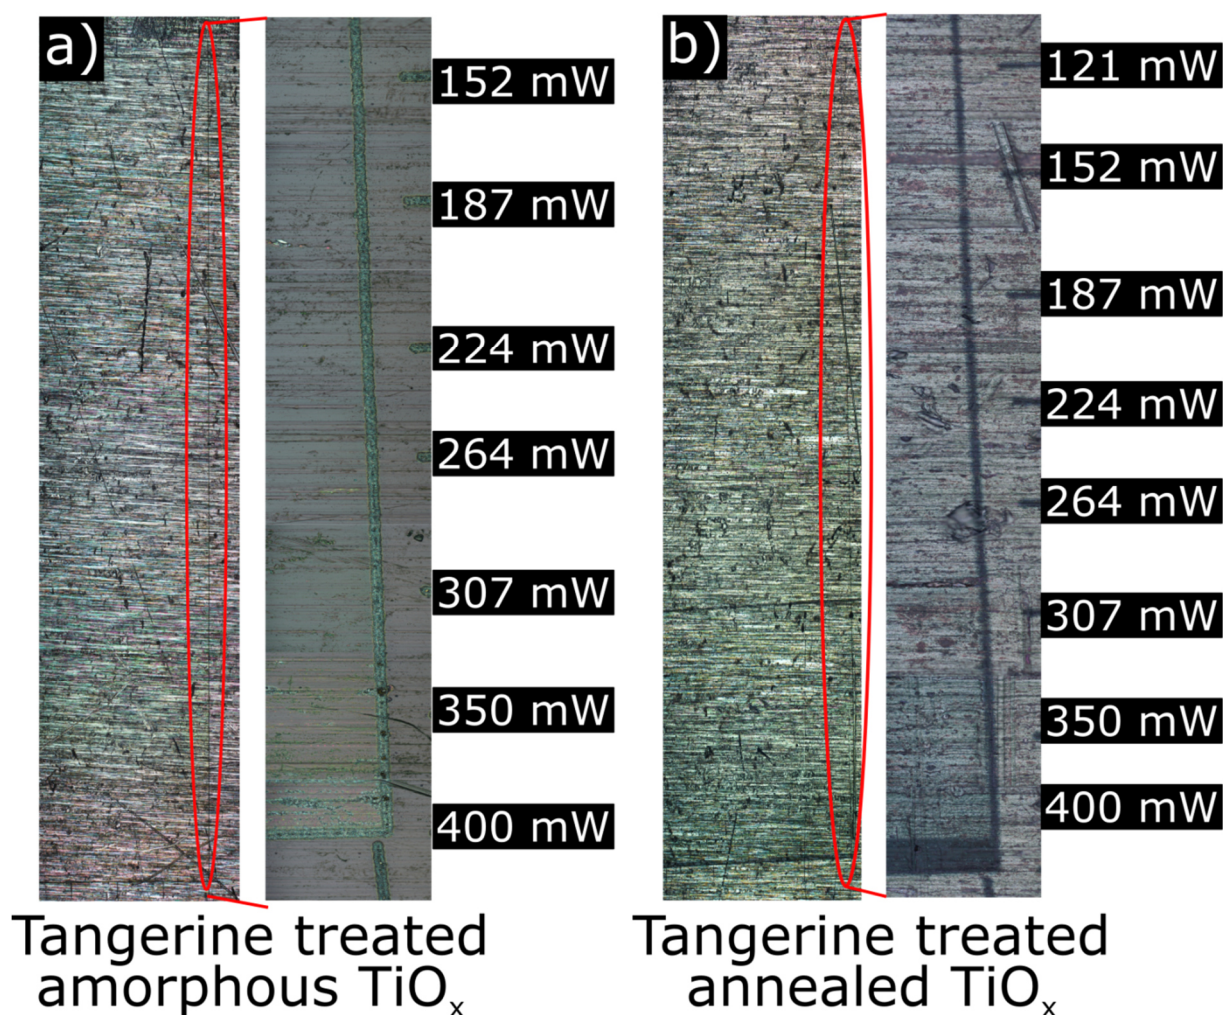 a)
152 mW
187 mW
224 mW
264 mW
307 mW
350 mW
400 mW
Tangerine treated
amorphous TiOₓ
b)
121 mW
152 mW
187 mW
224 mW
264 mW
307 mW
350 mW
400 mW
Tangerine treated
annealed TiOₓ